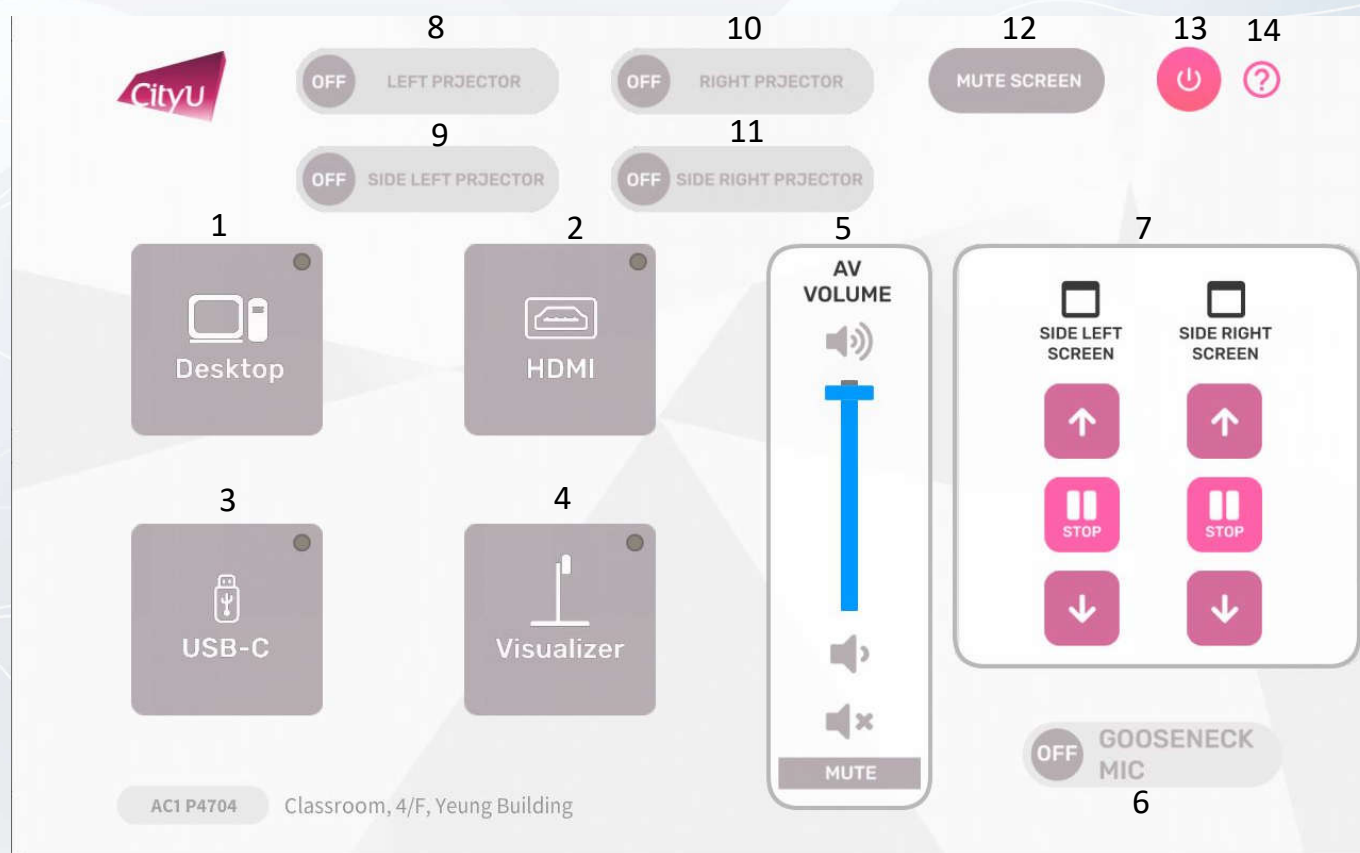 8
10
12
13
14
CityU
OFF LEFT PRJECTOR
OFF RIGHT PRJECTOR
MUTE SCREEN
9
11
OFF SIDE LEFT PRJECTOR
OFF SIDE RIGHT PRJECTOR
1
2
5
7
Desktop
HDMI
AV
VOLUME
SIDE LEFT
SCREEN
SIDE RIGHT
SCREEN
3
4
STOP
STOP
USB-C
Visualizer
MUTE
OFF
GOOSENECK
MIC
6
AC1 P4704
Classroom, 4/F, Yeung Building